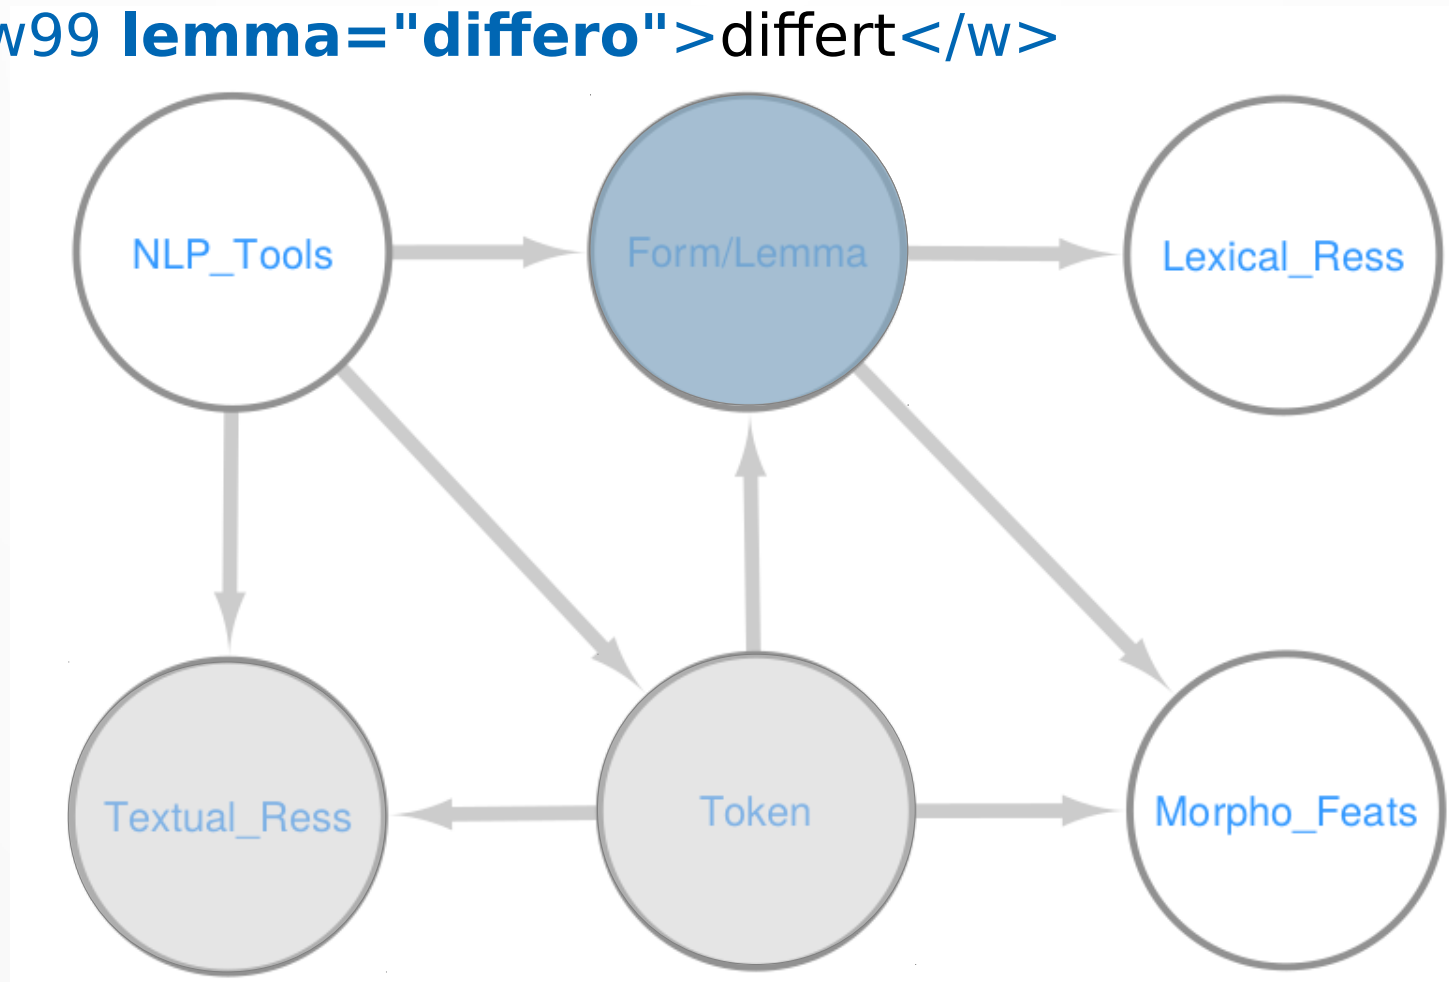 w99 lemma="differo">differt</w>
NLP_Tools
Form/Lemma
Lexical_Ress
Textual_Ress
Token
Morpho_Feats